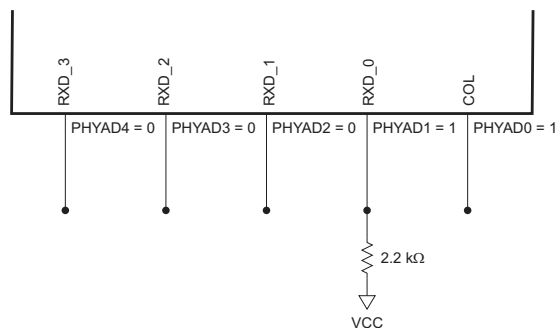 RXD_3
RXD_2
RXD_1
RXD_0
COL
PHYAD4 = 0
PHYAD3 = 0
PHYAD2 = 0
PHYAD1 = 1
PHYAD0 = 1
2.2 kΩ
VCC